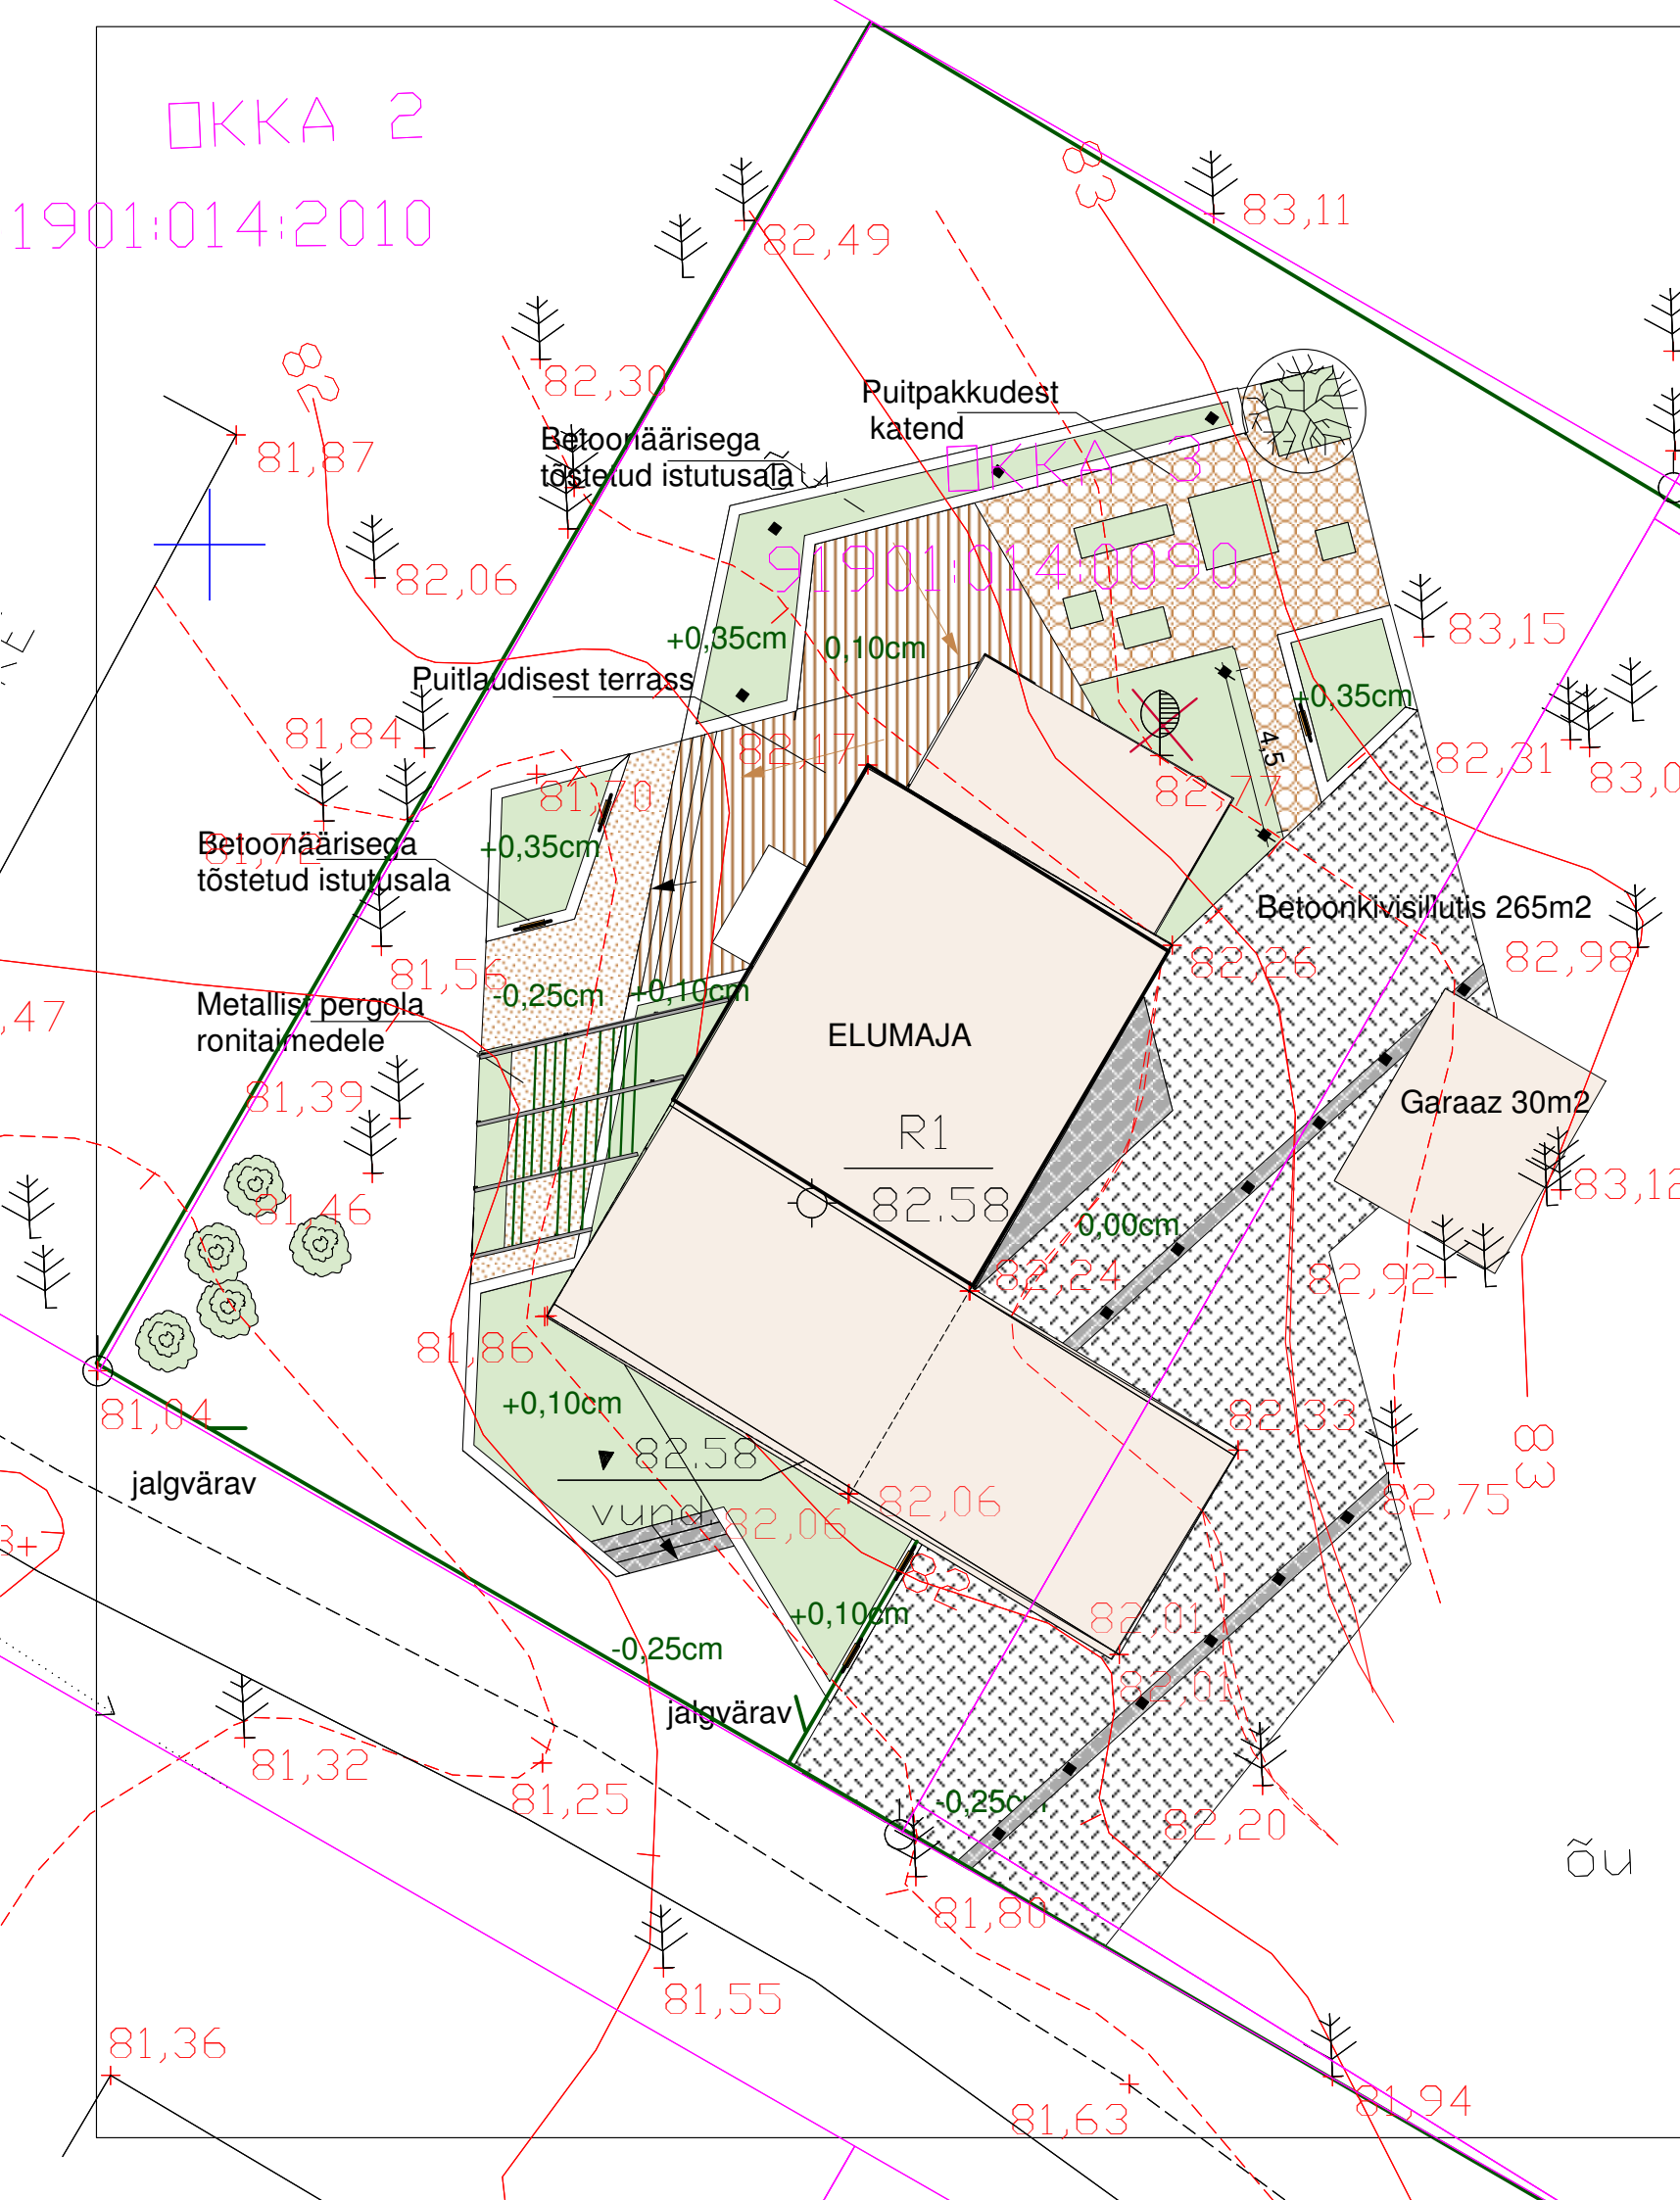 OKKA 2
1901:014:2010
83
83,11
82,49
82
82,30
Puitpakkudest
katend
Betoonäärisega
tõstetud istutusala
õu
OKKA 3
81,87
91901:014:0090
82,06
+0,35cm
0,10cm
83,15
Puitlaudisest terrass
+0,35cm
81,84
82,17
4,5
82,31
81,70
82,77
81,72
Betoonäärisega
tõstetud istutusala
+0,35cm
Betoonkivisillutis 265m2
82,98
81,56
82,26
-0,25cm
+0,10cm
,47
Metallist pergola
ronitaimedele
ELUMAJA
81,39
Garaaz 30m2
R1
83,12
82.58
81,46
0,00cm
82,24
82,92
81,86
+0,10cm
81,04
82,33
82.58
83
jalgvärav
vund.
82,06
82,06
82,75
82
+0,10cm
82,01
-0,25cm
82,01
jalgvärav
81,32
81,25
-0,25cm
82,20
õu
81,80
81,55
81,36
81,94
81,63